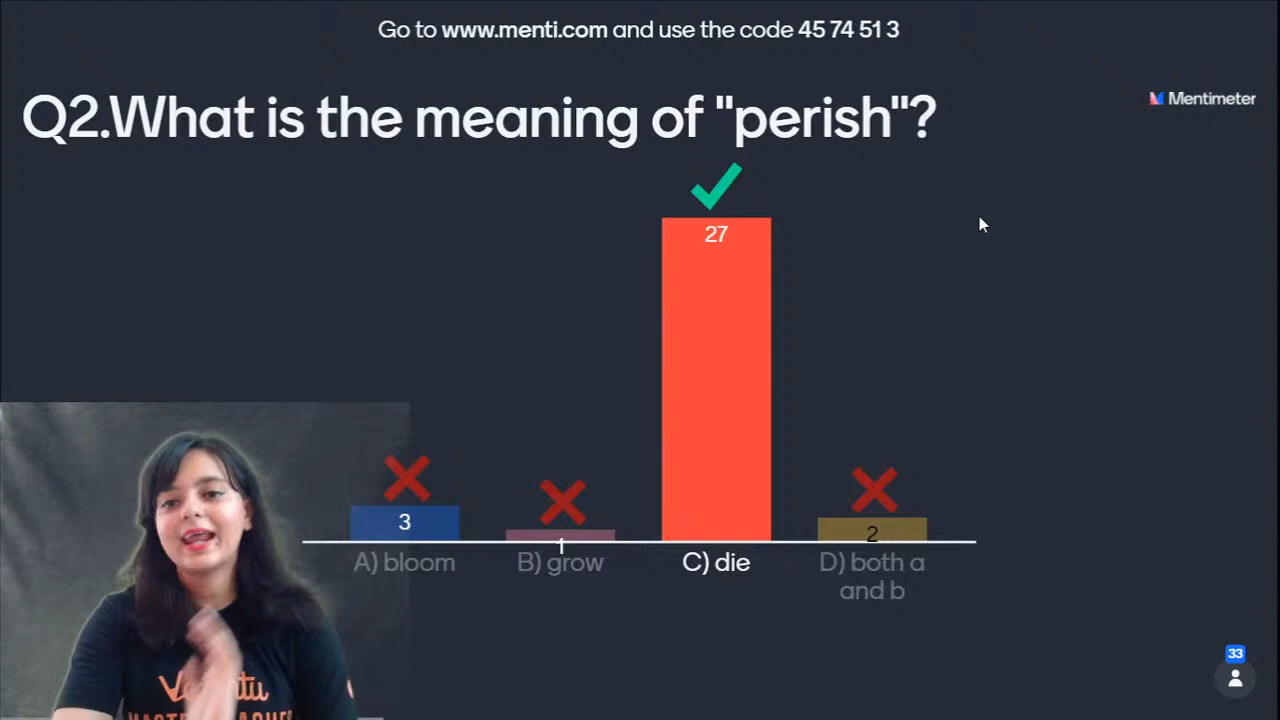 Go to www.menti.com and use the code 45 74 51 3
Q2.What is the meaning of "perish"?
Mentimeter
27
3
1
2
A) bloom
B) grow
C) die
D) both a
and b
33